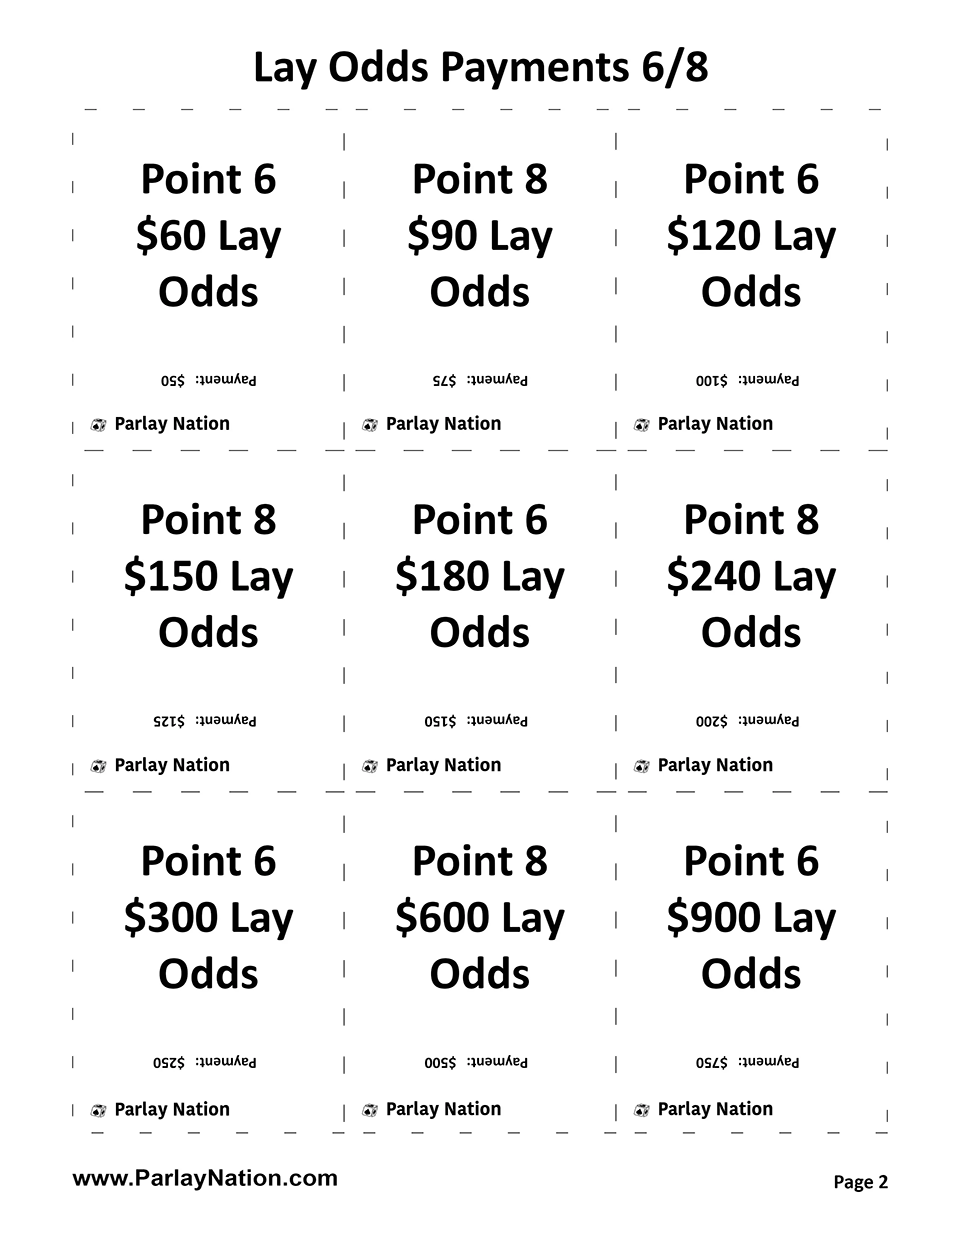 Lay Odds Payments 6/8
Point 6
$60 Lay
Odds
Payment: $50
Parlay Nation
Point 8
$90 Lay
Odds
Payment: $75
Parlay Nation
Point 6
$120 Lay
Odds
Payment: $100
Parlay Nation
Point 8
$150 Lay
Odds
Payment: $125
Parlay Nation
Point 6
$180 Lay
Odds
Payment: $150
Parlay Nation
Point 8
$240 Lay
Odds
Payment: $200
Parlay Nation
Point 6
$300 Lay
Odds
Payment: $250
Parlay Nation
Point 8
$600 Lay
Odds
Payment: $500
Parlay Nation
Point 6
$900 Lay
Odds
Payment: $750
Parlay Nation
www.ParlayNation.com
Page 2